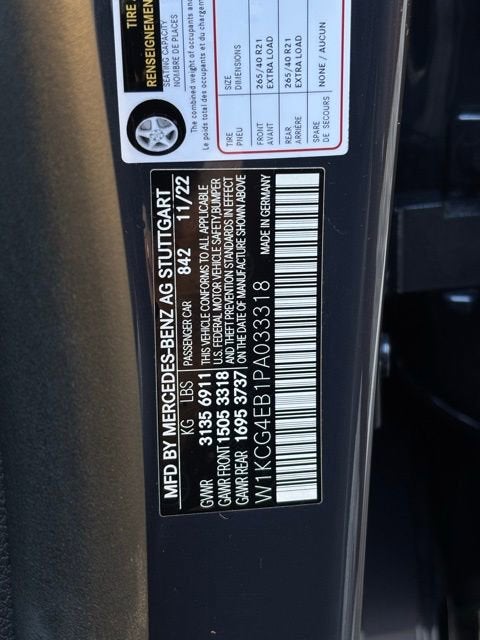 TIRE A
RENSEIGNEMENT
SEATING CAPACITY
NOMBRE DE PLACES
The combined weight of occupants and
Le poids total des occupants et du chargem
TIRE SIZE
PNEU DIMENSIONS
FRONT 265/40 R21
AVANT EXTRA LOAD
REAR 265/40 R21
ARRIÈRE EXTRA LOAD
SPARE NONE / AUCUN
DE SECOURS
MFD BY MERCEDES-BENZ AG STUTTGART
KG LBS PASSENGER CAR 842 11/22
GVWR 3135 6911 THIS VEHICLE CONFORMS TO ALL APPLICABLE
GAWR FRONT 1505 3318 U.S. FEDERAL MOTOR VEHICLE SAFETY,BUMPER
GAWR REAR 1695 3737 AND THEFT PREVENTION STANDARDS IN EFFECT
ON THE DATE OF MANUFACTURE SHOWN ABOVE
W1KCG4EB1PA033318 MADE IN GERMANY